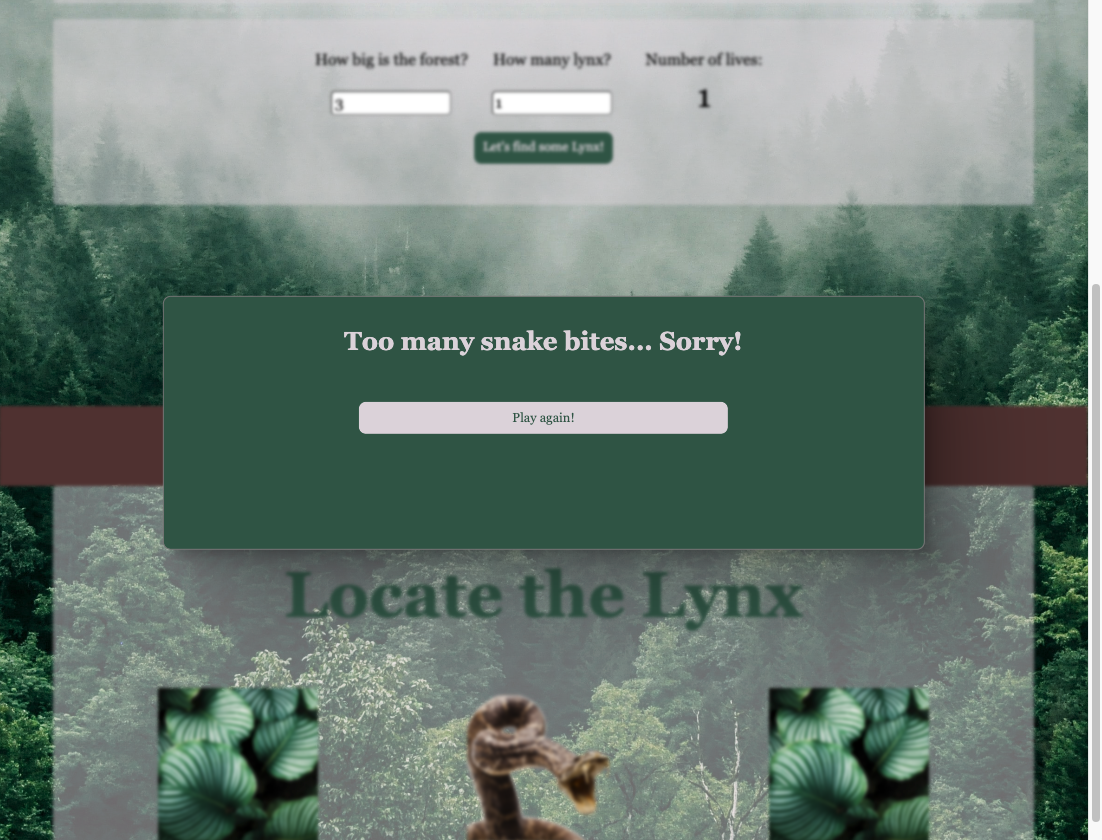 How big is the forest? How many lynx? Number of lives:
3 1 1
Let's find some Lynx!
Too many snake bites... Sorry!
Play again!
Locate the Lynx